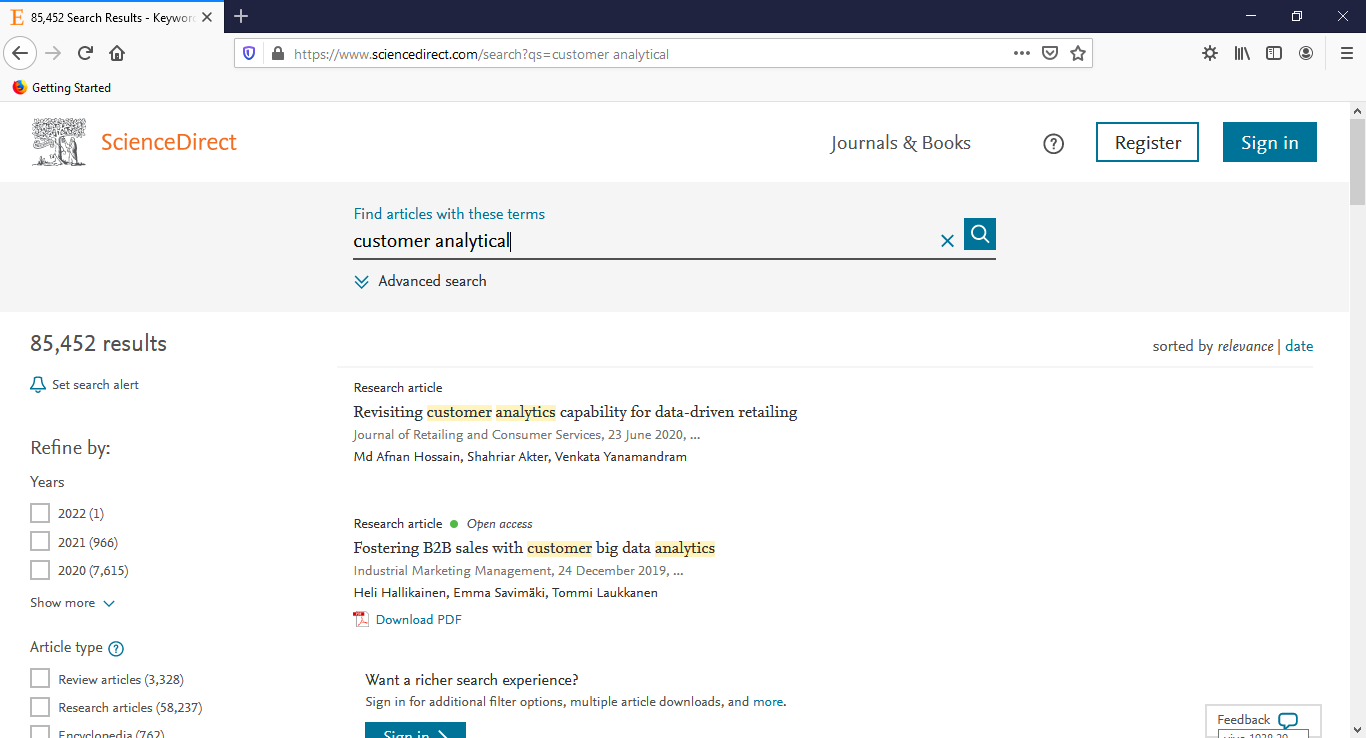 85,452 Search Results - Keyword
https://www.sciencedirect.com/search?qs=customer analytical
Getting Started
ScienceDirect
Journals & Books
Register
Sign in
Find articles with these terms
customer analytical
Advanced search
85,452 results
sorted by relevance | date
Set search alert
Refine by:
Years
2022 (1)
2021 (966)
2020 (7,615)
Show more
Article type
Review articles (3,328)
Research articles (58,237)
Encyclopedia (762)
Research article
Revisiting customer analytics capability for data-driven retailing
Journal of Retailing and Consumer Services, 23 June 2020, ...
Md Afnan Hossain, Shahriar Akter, Venkata Yanamandram
Research article Open access
Fostering B2B sales with customer big data analytics
Industrial Marketing Management, 24 December 2019, ...
Heli Hallikainen, Emma Savimäki, Tommi Laukkanen
Download PDF
Want a richer search experience?
Sign in for additional filter options, multiple article downloads, and more.
Sign in
Feedback